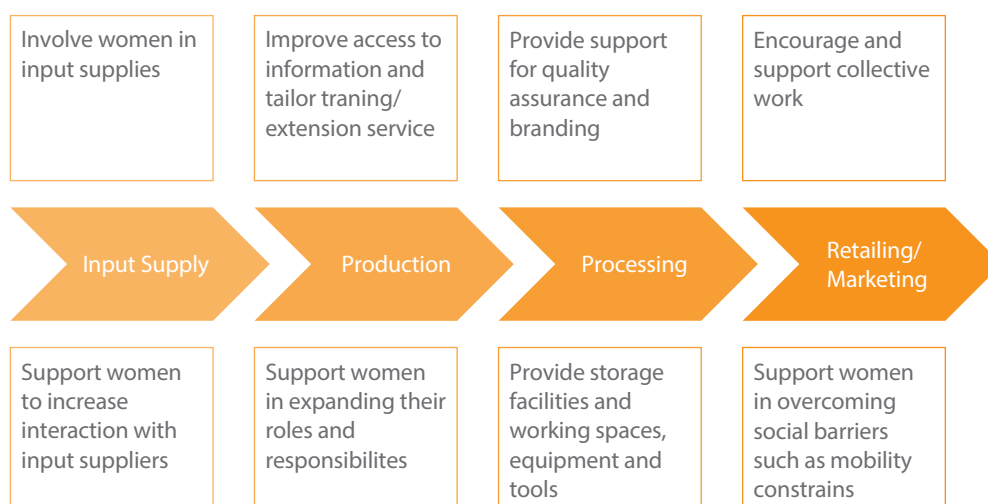 Involve women in
input supplies
Improve access to
information and
tailor traning/
extension service
Provide support
for quality
assurance and
branding
Encourage and
support collective
work
Input Supply
Production
Processing
Retailing/
Marketing
Support women
to increase
interaction with
input suppliers
Support women
in expanding their
roles and
responsibilites
Provide storage
facilities and
working spaces,
equipment and
tools
Support women
in overcoming
social barriers
such as mobility
constrains